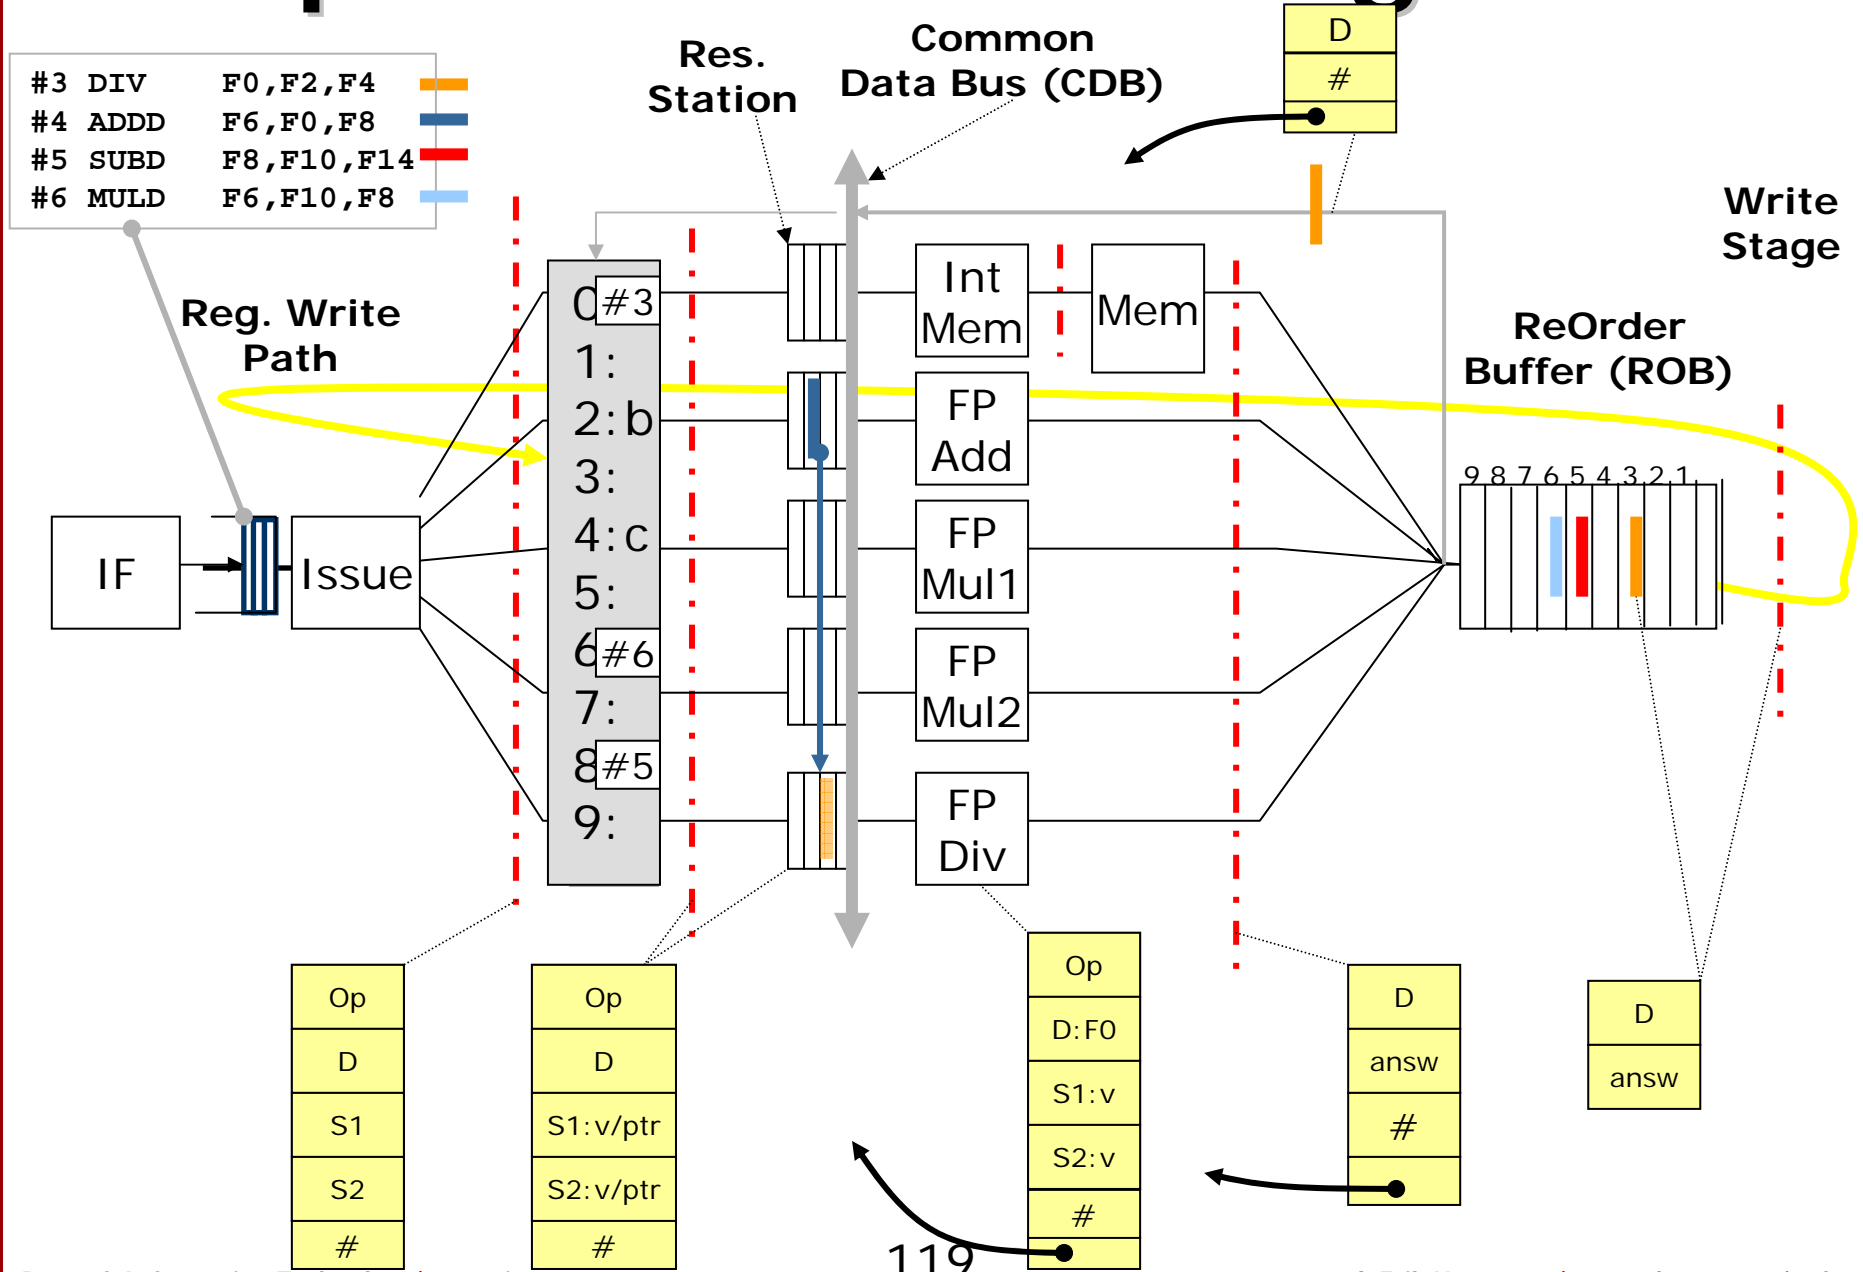 #3 DIV F0,F2,F4
#4 ADDD F6,F0,F8
#5 SUBD F8,F10,F14
#6 MULD F6,F10,F8
Res.
Station
Common
Data Bus (CDB)
D
#
Write
Stage
Reg. Write
Path
ReOrder
Buffer (ROB)
0 #3
1:
2:b
3:
4:c
5:
6 #6
7:
8 #5
9:
Int
Mem
Mem
FP
Add
FP
Mul1
FP
Mul2
FP
Div
IF
Issue
9 8 7 6 5 4 3 2 1
Op
D
S1
S2
#
Op
D
S1:v/ptr
S2:v/ptr
#
Op
D:F0
S1:v
S2:v
#
D
answ
#
D
answ
119